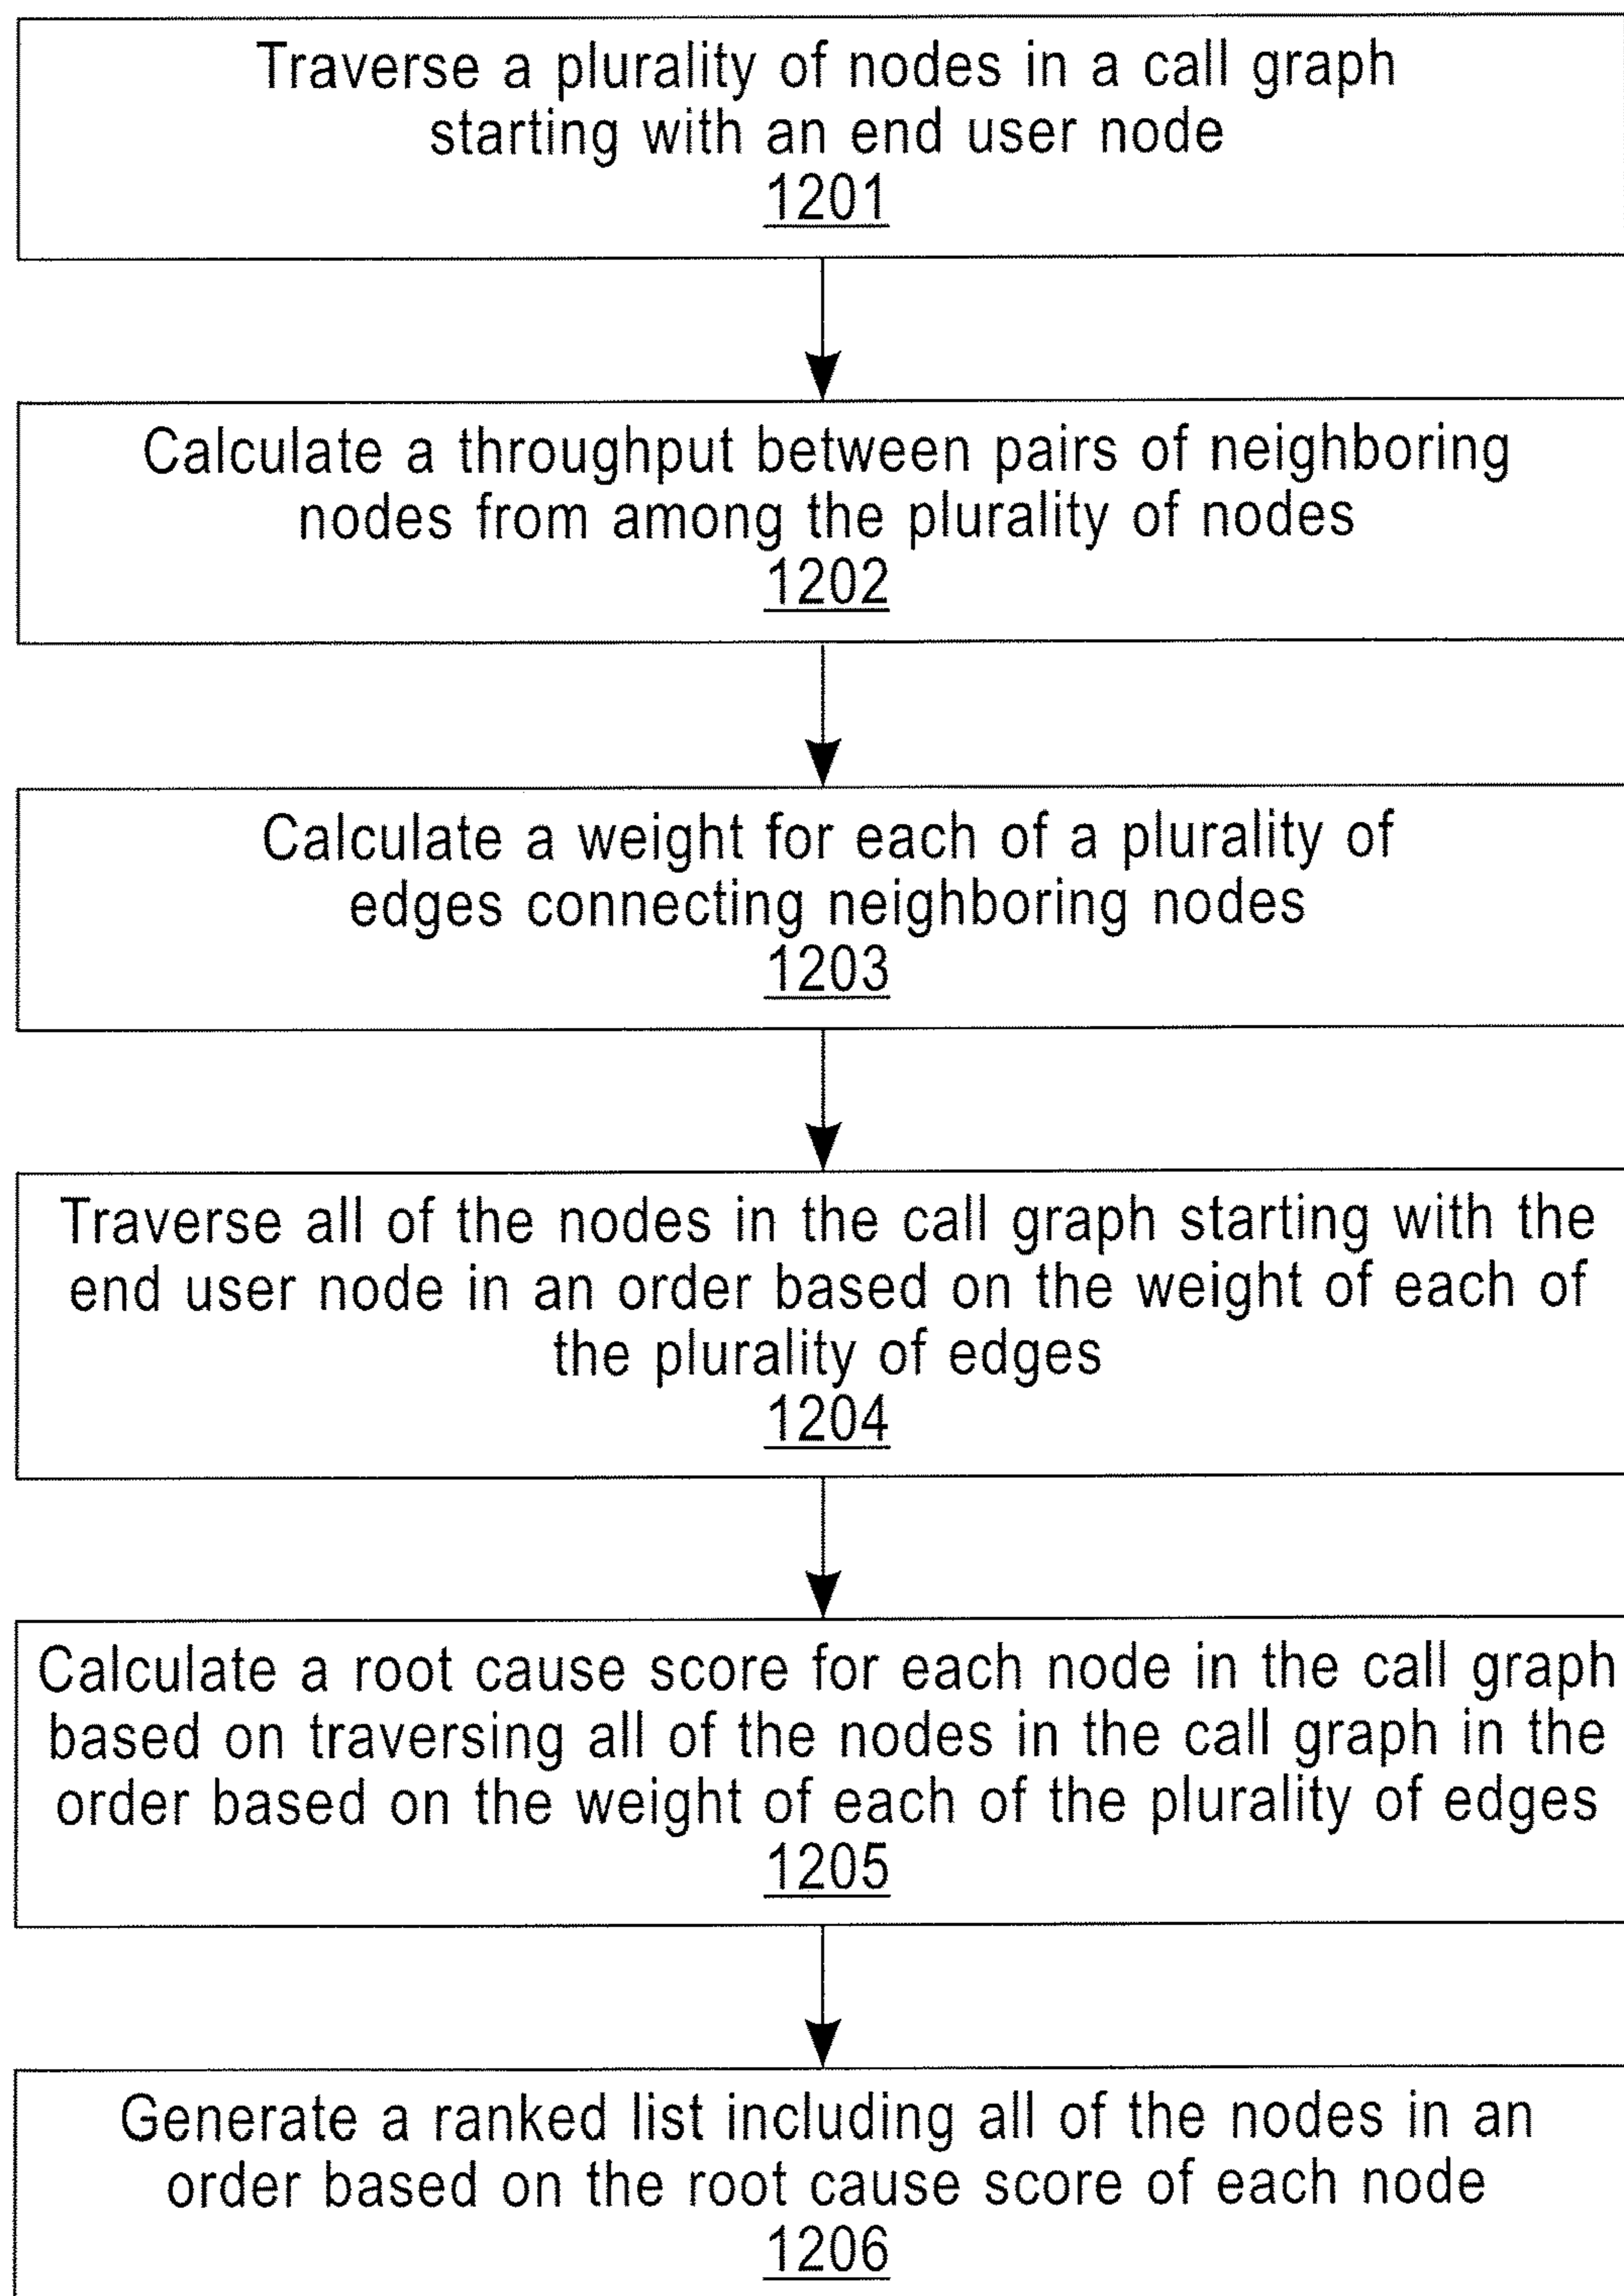 Traverse a plurality of nodes in a call graph
starting with an end user node
1201
Calculate a throughput between pairs of neighboring
nodes from among the plurality of nodes
1202
Calculate a weight for each of a plurality of
edges connecting neighboring nodes
1203
Traverse all of the nodes in the call graph starting with the
end user node in an order based on the weight of each of
the plurality of edges
1204
Calculate a root cause score for each node in the call graph
based on traversing all of the nodes in the call graph in the
order based on the weight of each of the plurality of edges
1205
Generate a ranked list including all of the nodes in an
order based on the root cause score of each node
1206